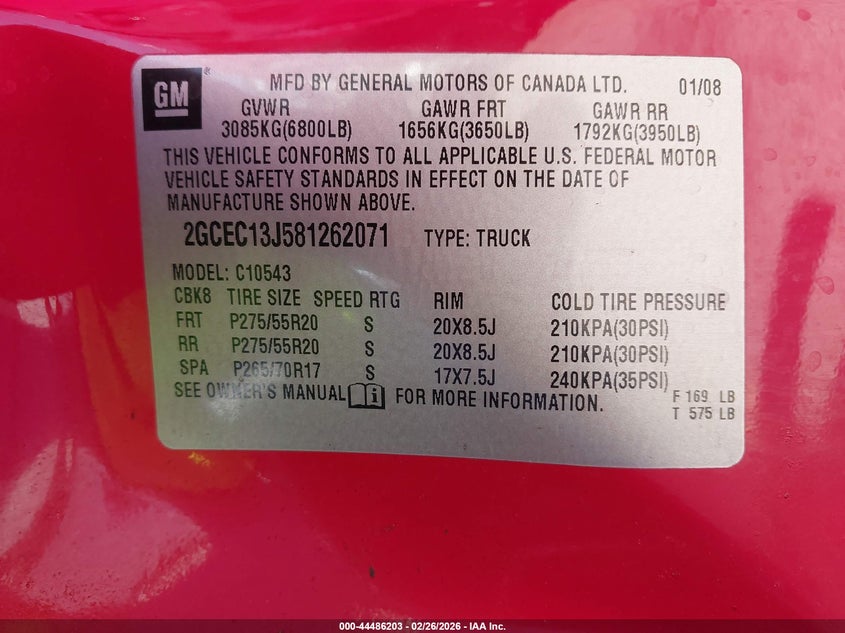 GM ® MFD BY GENERAL MOTORS OF CANADA LTD. 01/08
GVWR GAWR FRT GAWR RR
3085KG(6800LB) 1656KG(3650LB) 1792KG(3950LB)
THIS VEHICLE CONFORMS TO ALL APPLICABLE U.S. FEDERAL MOTOR
VEHICLE SAFETY STANDARDS IN EFFECT ON THE DATE OF
MANUFACTURE SHOWN ABOVE.
2GCEC13J581262071 TYPE: TRUCK
MODEL: C10543
CBK8 TIRE SIZE SPEED RTG RIM COLD TIRE PRESSURE
FRT P275/55R20 S 20X8.5J 210KPA(30PSI)
RR P275/55R20 S 20X8.5J 210KPA(30PSI)
SPA P265/70R17 S 17X7.5J 240KPA(35PSI)
SEE OWNER'S MANUAL FOR MORE INFORMATION. F 169 LB
T 575 LB
000-44486203 - 02/26/2026 - IAA Inc.